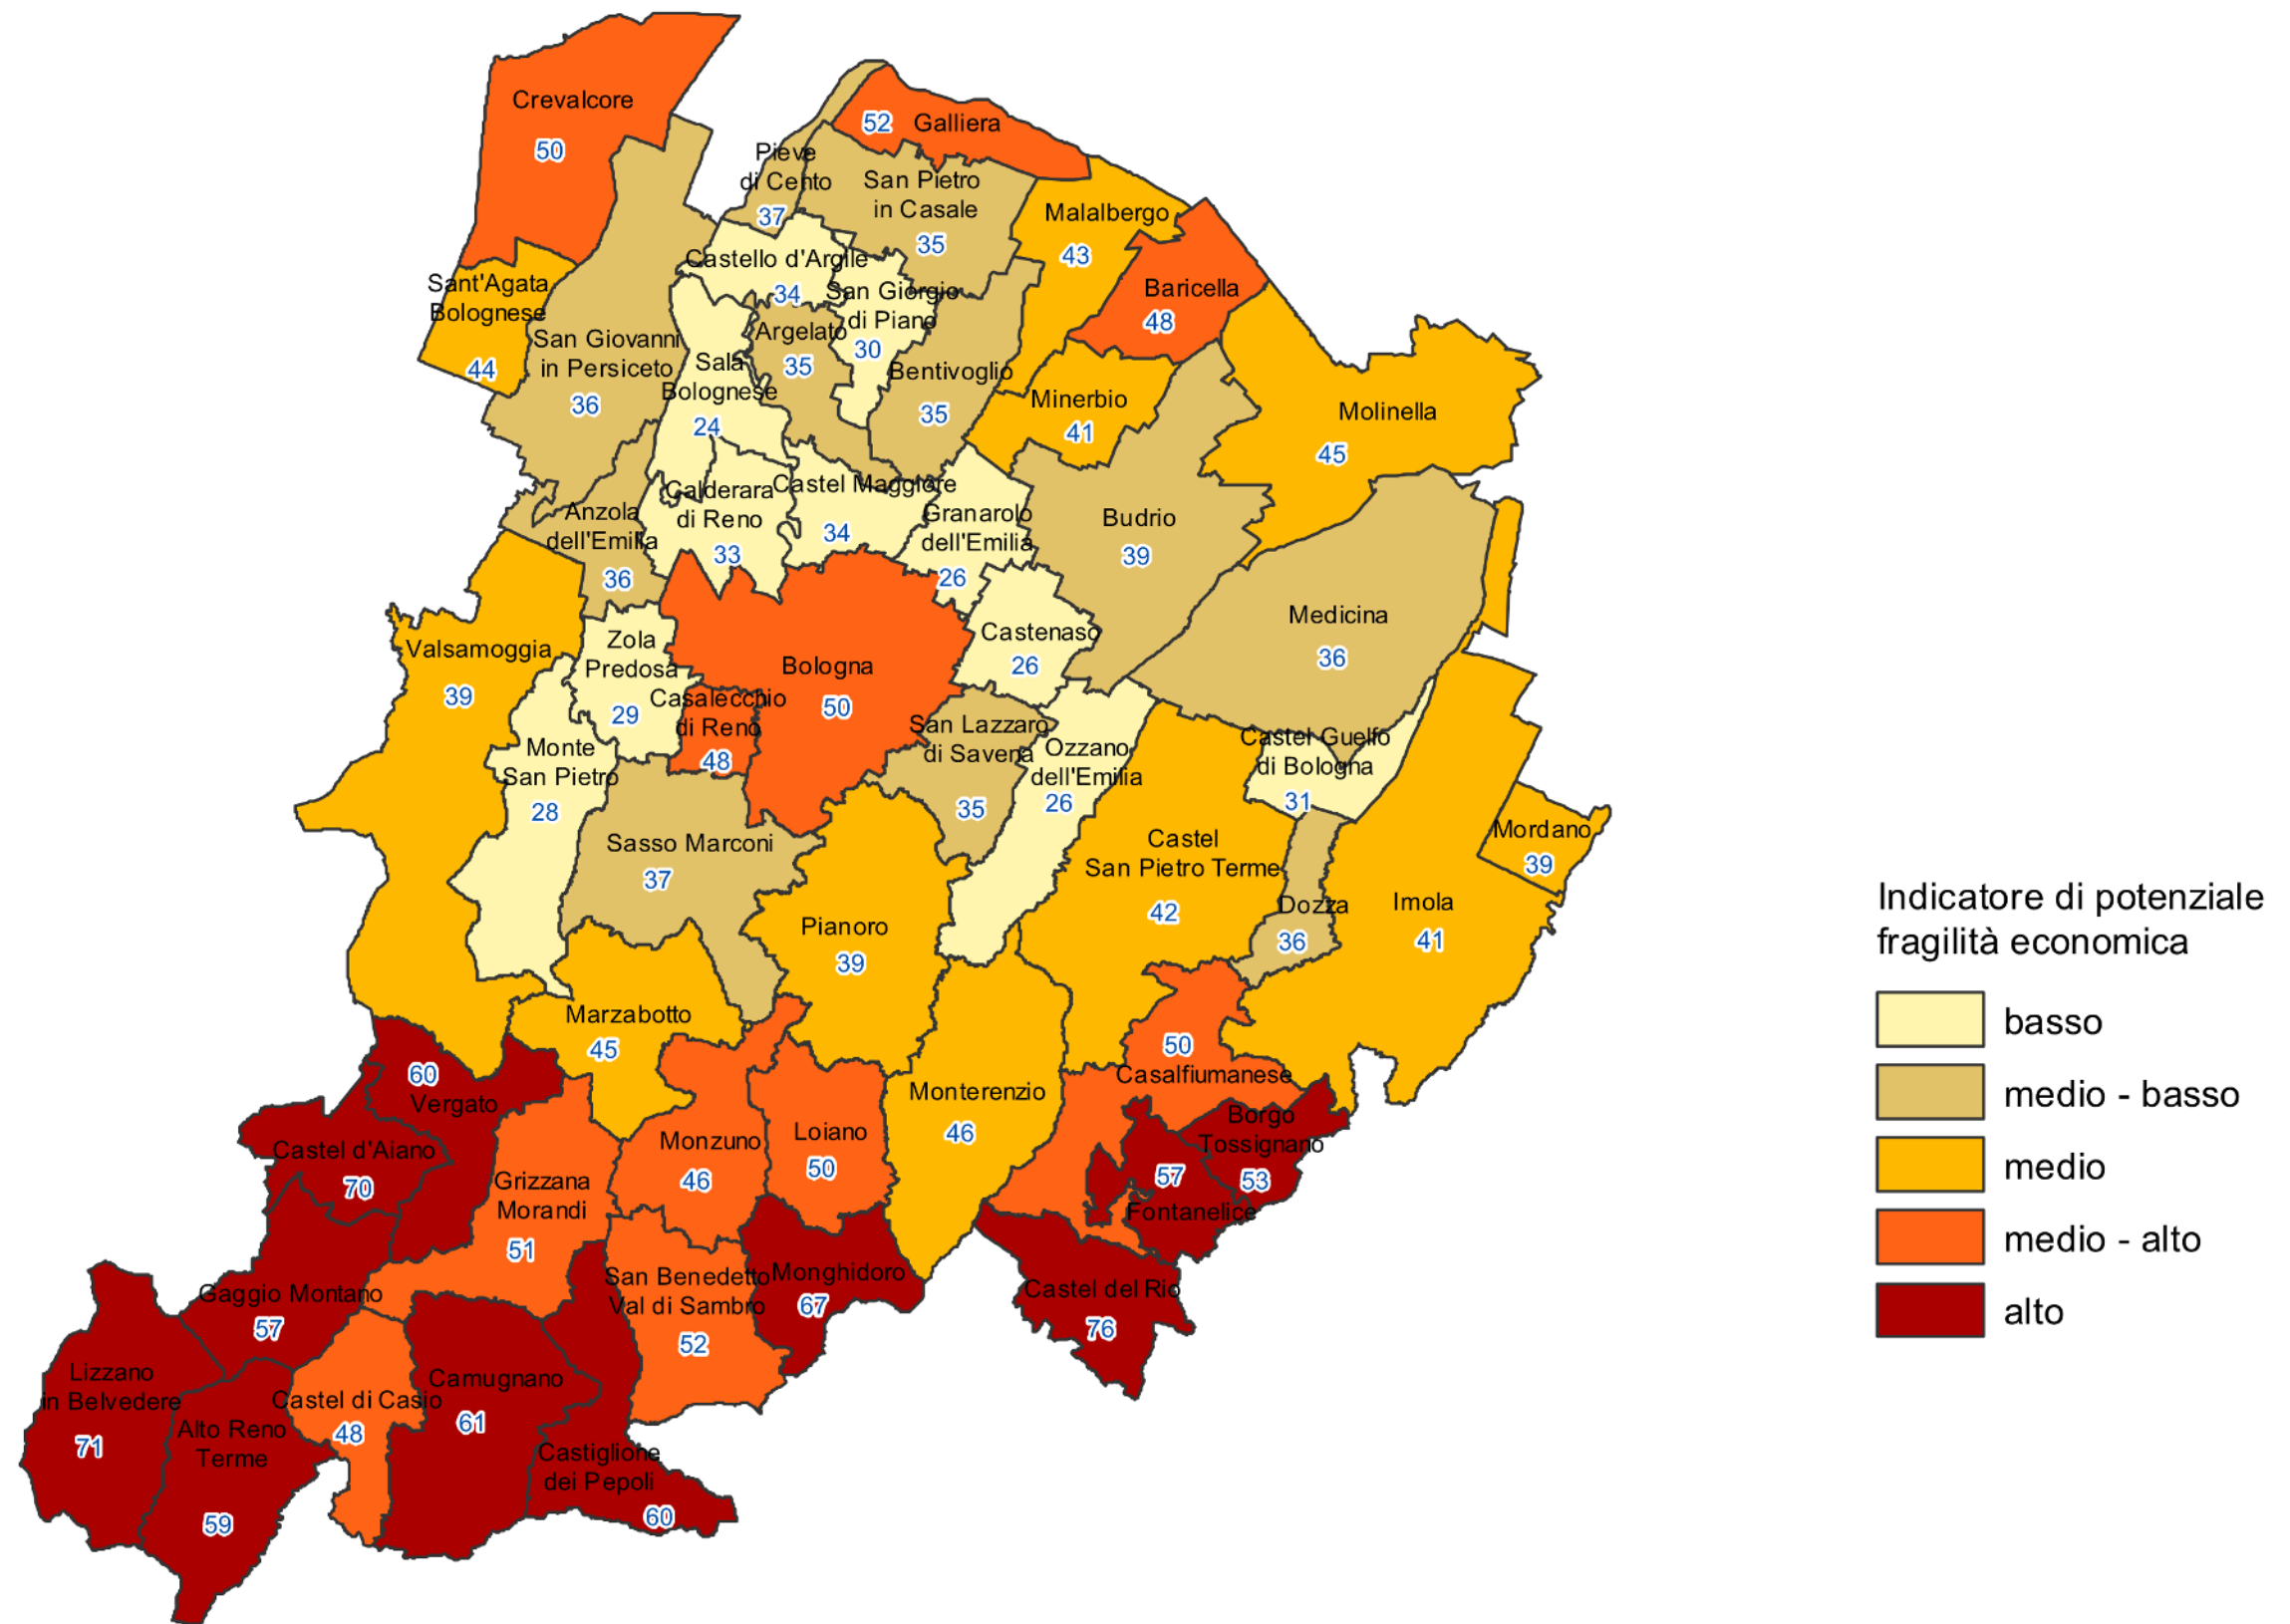 Crevalcore
50
52 Galliera
Pieve
di Cento
37
San Pietro
in Casale
35
Malalbergo
43
Castello d'Argile
34
San Giorgio
di Piano
30
Baricella
48
Sant'Agata
Bolognese
44
San Giovanni
in Persiceto
36
Argelato
35
Sala
Bolognese
24
Bentivoglio
35
Minerbio
41
Molinella
45
Calderara
di Reno
33
Castel Maggiore
34
Granarolo
dell'Emilia
26
Budrio
39
Anzola
dell'Emilia
36
Medicina
36
Valsamoggia
39
Zola
Predosa
29
Bologna
50
Castenaso
26
Casalecchio
di Reno
48
San Lazzaro
di Savena
35
Ozzano
dell'Emilia
26
Castel Guelfo
di Bologna
31
Monte
San Pietro
28
Sasso Marconi
37
Castel
San Pietro Terme
42
Mordano
39
Dozza
36
Imola
41
Pianoro
39
Marzabotto
45
50
Casalfiumanese
60
Vergato
Monterenzio
46
Borgo
Tossignano
53
Castel d'Aiano
70
Monzuno
46
Loiano
50
57
Fontanelice
Grizzana
Morandi
51
Gaggio Montano
57
San Benedetto
Val di Sambro
52
Monghidoro
67
Castel del Rio
76
Lizzano
in Belvedere
71
Alto Reno
Terme
59
Castel di Casio
48
Camugnano
61
Castiglione
dei Pepoli
60
Indicatore di potenziale
fragilità economica
basso
medio - basso
medio
medio - alto
alto